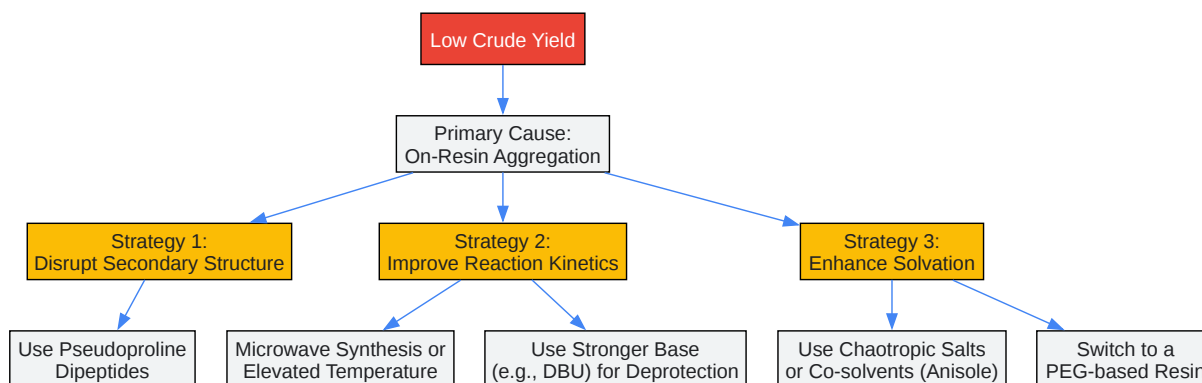 Low Crude Yield
Primary Cause:
On-Resin Aggregation
Strategy 1:
Disrupt Secondary Structure
Strategy 2:
Improve Reaction Kinetics
Strategy 3:
Enhance Solvation
Use Pseudoproline
Dipeptides
Microwave Synthesis or
Elevated Temperature
Use Stronger Base
(e.g., DBU) for Deprotection
Use Chaotropic Salts
or Co-solvents (Anisole)
Switch to a
PEG-based Resin